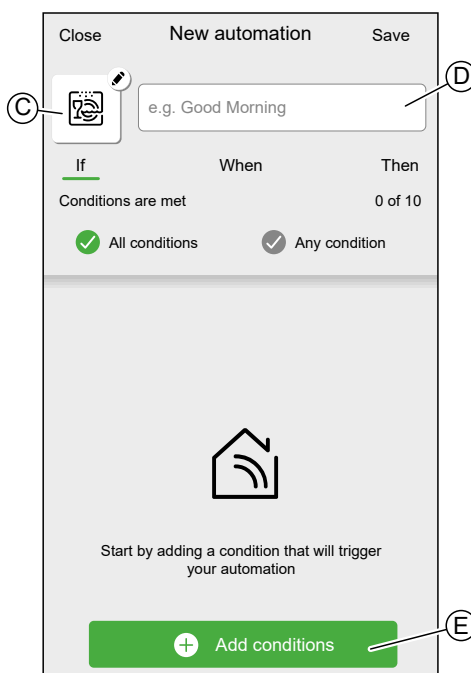 Close New automation Save
C
e.g. Good Morning
D
If When Then
Conditions are met 0 of 10
All conditions Any condition
Start by adding a condition that will trigger
your automation
Add conditions
E